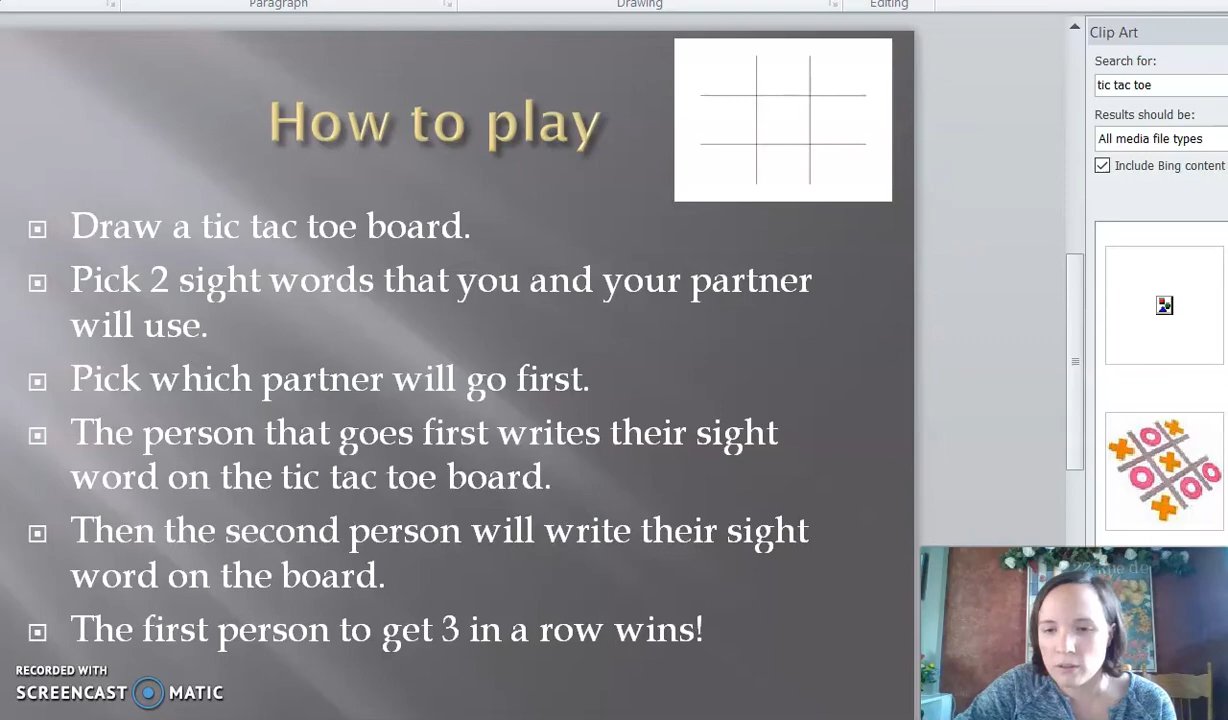 Paragraph
Drawing
Editing
Clip Art
Search for:
tic tac toe
Results should be:
All media file types
Include Bing content
How to play
Draw a tic tac toe board.
Pick 2 sight words that you and your partner
will use.
Pick which partner will go first.
The person that goes first writes their sight
word on the tic tac toe board.
Then the second person will write their sight
word on the board.
The first person to get 3 in a row wins!
RECORDED WITH
SCREENCAST MATIC